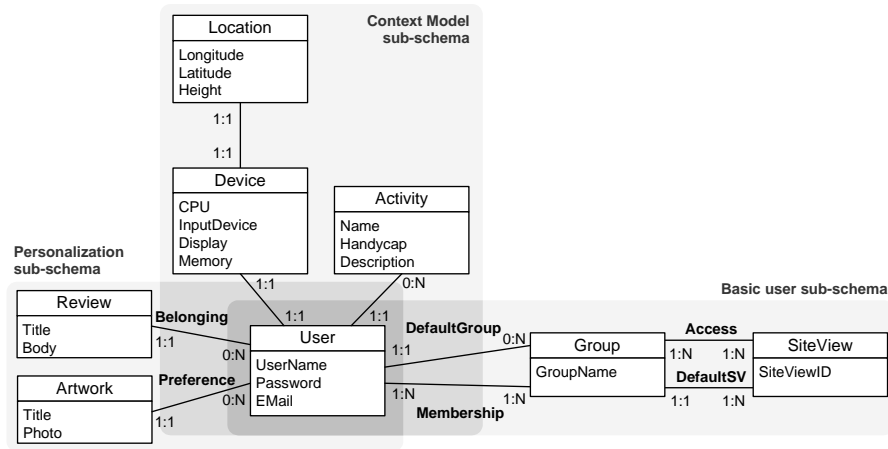 Location
Longitude
Latitude
Height
Context Model
sub-schema
1:1
1:1
Device
CPU
InputDevice
Display
Memory
Activity
Name
Handycap
Description
Personalization
sub-schema
1:1
0:N
Basic user sub-schema
Review
Title
Body
Belonging
1:1
0:N
1:1
1:1
User
UserName
Password
EMail
DefaultGroup
1:1
0:N
Group
GroupName
Access
1:N
1:N
SiteView
SiteViewID
DefaultSV
1:1
1:N
Artwork
Title
Photo
Preference
1:1
0:N
1:N
1:N
Membership